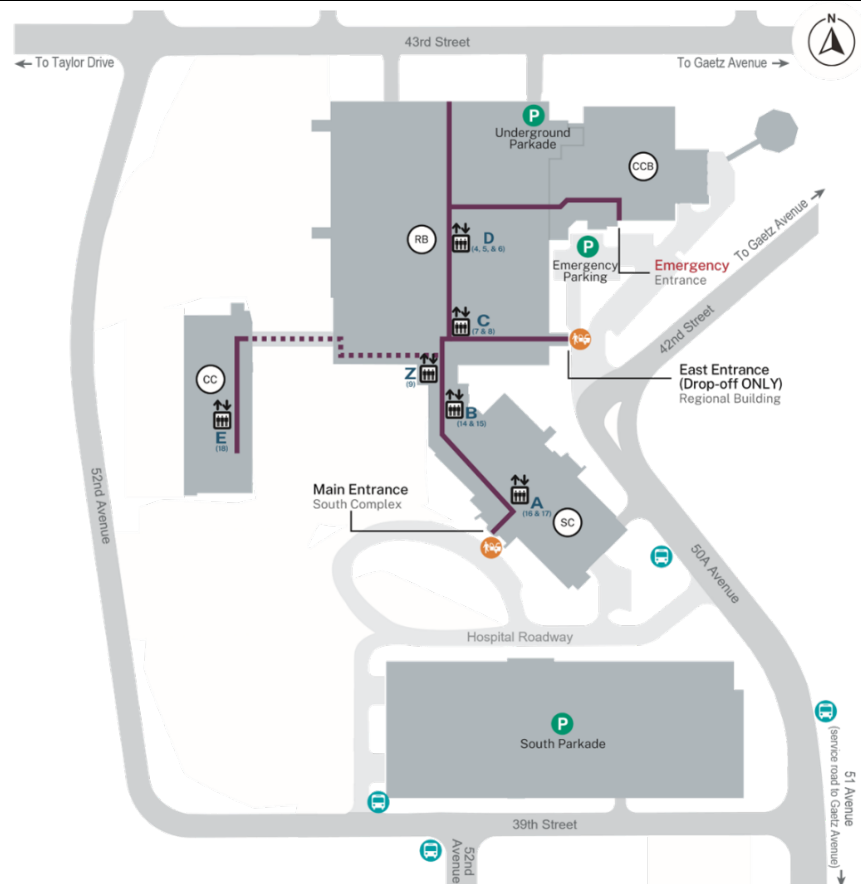 N
43rd Street
← To Taylor Drive
To Gaetz Avenue →
P
Underground
Parkade
CCB
To Gaetz Avenue →
RB
D
(4, 5, & 6)
P
Emergency
Parking
Emergency
Entrance
C
(7 & 8)
42nd Street
East Entrance
(Drop-off ONLY)
Regional Building
CC
Z
(9)
B
(14 & 15)
E
(18)
52nd Avenue
Main Entrance
South Complex
A
(16 & 17)
SC
50A Avenue
Hospital Roadway
P
South Parkade
51 Avenue
(service road to Gaetz Avenue) →
39th Street
52nd
Avenue